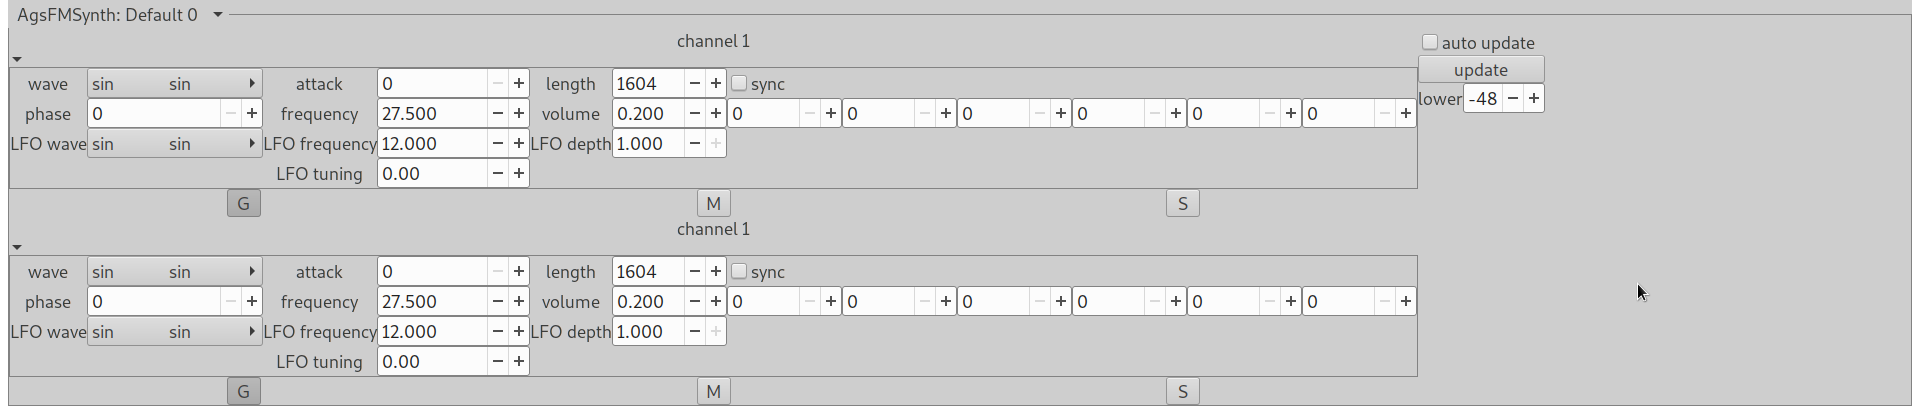 AgsFMSynth: Default 0
channel 1
auto update
update
lower -48
wave sin sin attack 0 length 1604 sync
phase 0 frequency 27.500 volume 0.200 0 0 0 0 0 0
LFO wave sin sin LFO frequency 12.000 LFO depth 1.000
LFO tuning 0.00
G M S
channel 1
wave sin sin attack 0 length 1604 sync
phase 0 frequency 27.500 volume 0.200 0 0 0 0 0 0
LFO wave sin sin LFO frequency 12.000 LFO depth 1.000
LFO tuning 0.00
G M S